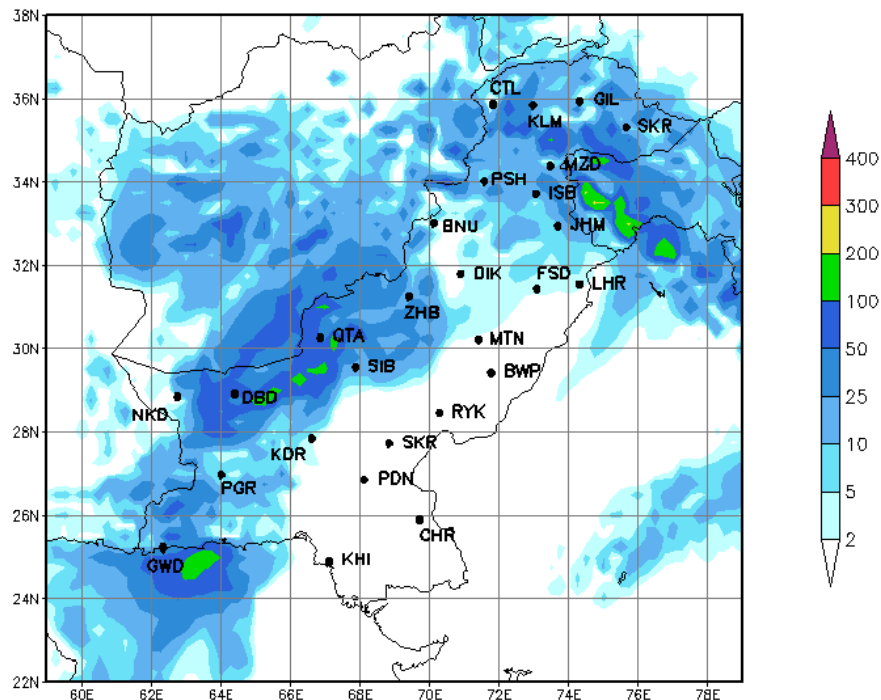 38N
36N
34N
32N
30N
28N
26N
24N
22N
60E 62E 64E 66E 68E 70E 72E 74E 76E 78E
CTL
GIL
KLM
SKR
MZD
PSH
ISB
BNU
JHM
DIK
FSD
LHR
ZHB
QTA
MTN
SIB
BWP
NKD
DBD
RYK
KDR
SKR
PGR
PDN
CHR
GWD
KHI
400
300
200
100
50
25
10
5
2